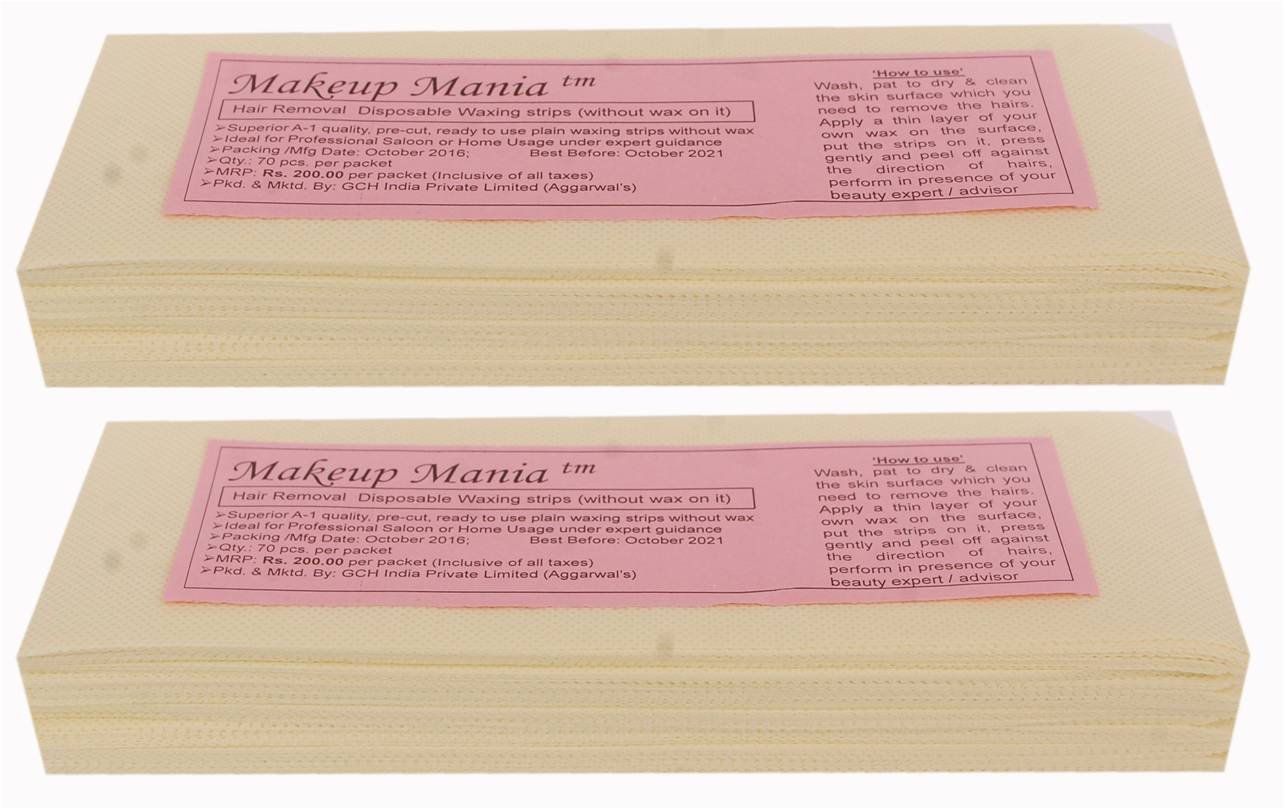 Makeup Mania tm
Hair Removal Disposable Waxing strips (without wax on it)
➢Superior A-1 quality, pre-cut, ready to use plain waxing strips without wax
➢Ideal for Professional Saloon or Home Usage under expert guidance
➢Packing /Mfg Date: October 2016; Best Before: October 2021
➢Qty.: 70 pcs. per packet
➢MRP: Rs. 200.00 per packet (Inclusive of all taxes)
➢Pkd. & Mktd. By: GCH India Private Limited (Aggarwal's)
'How to use'
Wash, pat to dry & clean
the skin surface which you
need to remove the hairs.
Apply a thin layer of your
own wax on the surface,
put the strips on it, press
gently and peel off against
the direction of hairs,
perform in presence of your
beauty expert / advisor
Makeup Mania tm
Hair Removal Disposable Waxing strips (without wax on it)
➢Superior A-1 quality, pre-cut, ready to use plain waxing strips without wax
➢Ideal for Professional Saloon or Home Usage under expert guidance
➢Packing /Mfg Date: October 2016; Best Before: October 2021
➢Qty.: 70 pcs. per packet
➢MRP: Rs. 200.00 per packet (Inclusive of all taxes)
➢Pkd. & Mktd. By: GCH India Private Limited (Aggarwal's)
'How to use'
Wash, pat to dry & clean
the skin surface which you
need to remove the hairs.
Apply a thin layer of your
own wax on the surface,
put the strips on it, press
gently and peel off against
the direction of hairs,
perform in presence of your
beauty expert / advisor